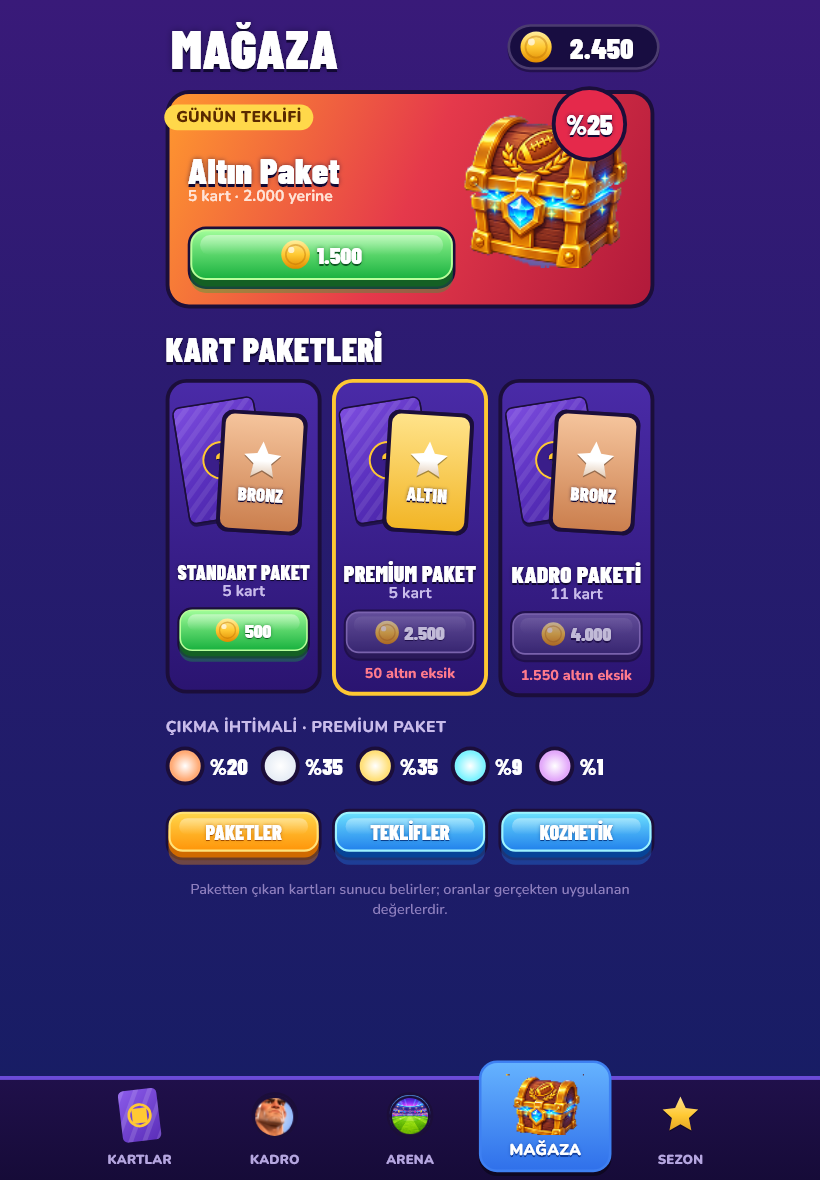 MAĞAZA
2.450
GÜNÜN TEKLİFİ
%25
Altın Paket
5 kart · 2.000 yerine
1.500
KART PAKETLERİ
BRONZ
ALTIN
BRONZ
STANDART PAKET
PREMİUM PAKET
KADRO PAKETİ
5 kart
5 kart
11 kart
500
2.500
4.000
50 altın eksik
1.550 altın eksik
ÇIKMA İHTİMALİ · PREMİUM PAKET
%20 %35 %35 %9 %1
PAKETLER
TEKLİFLER
KOZMETİK
Paketten çıkan kartları sunucu belirler; oranlar gerçekten uygulanan
değerlerdir.
KARTLAR
KADRO
ARENA
MAĞAZA
SEZON